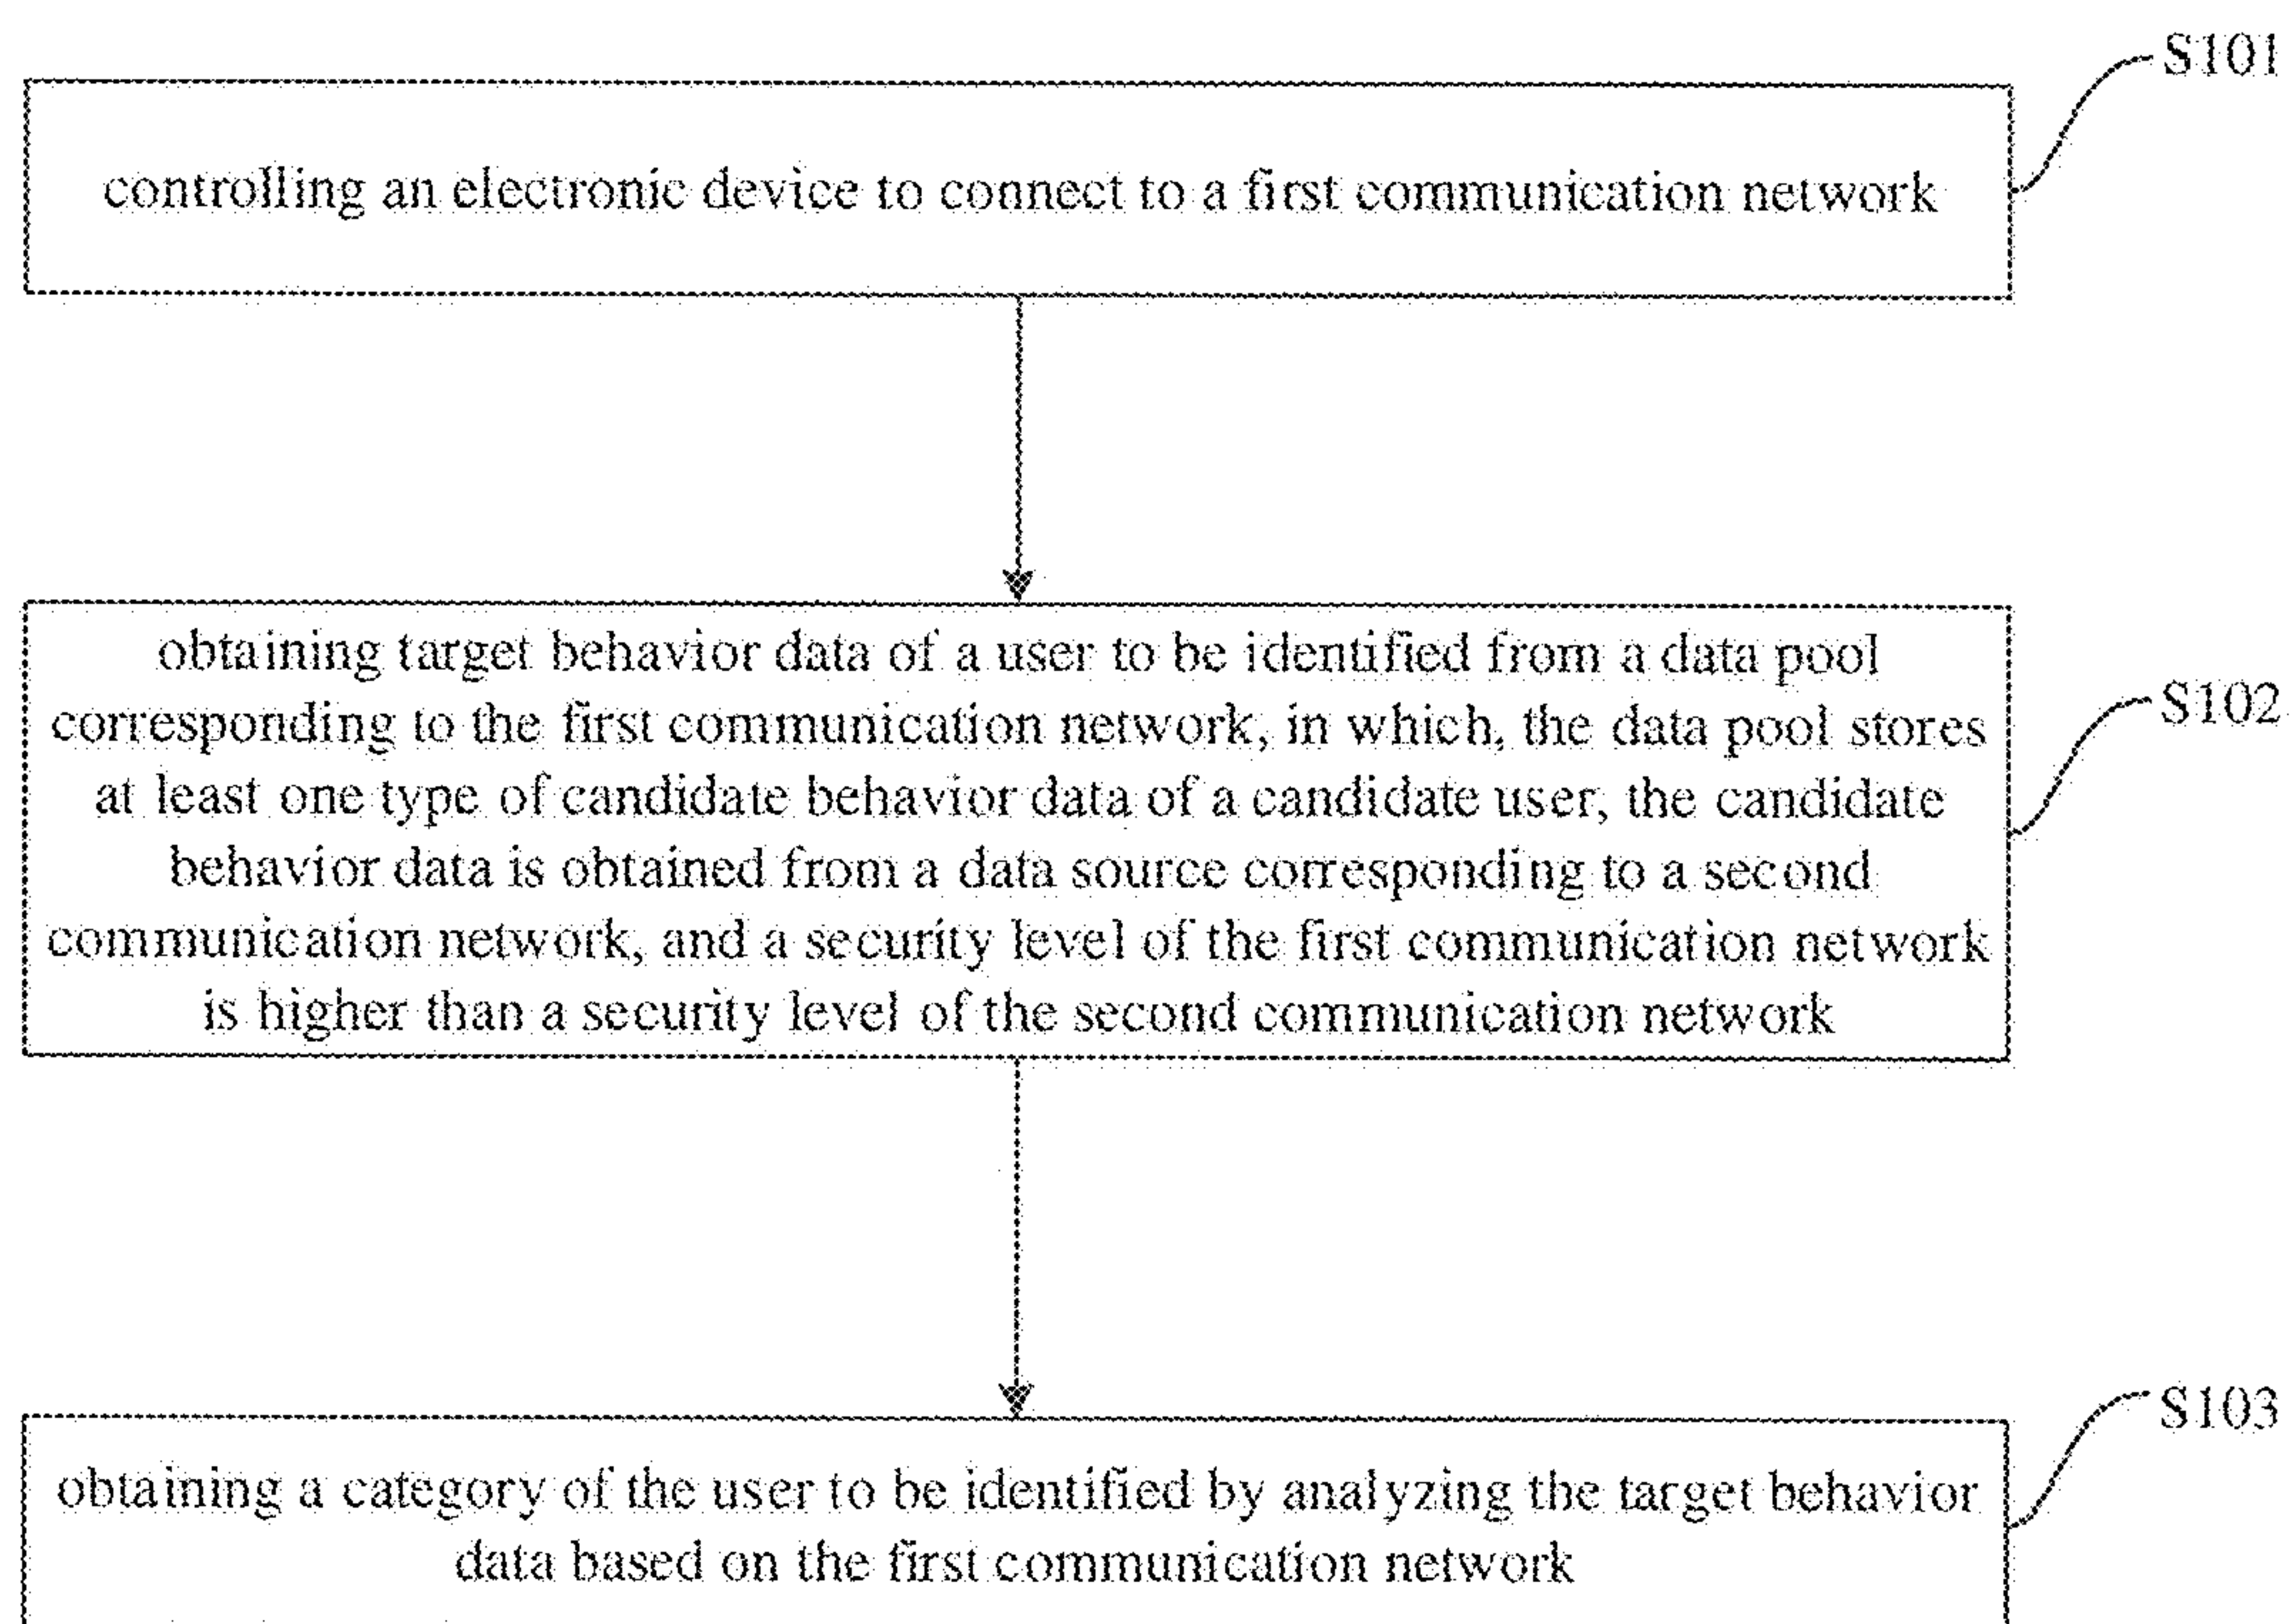 S101
controlling an electronic device to connect to a first communication network
obtaining target behavior data of a user to be identified from a data pool
corresponding to the first communication network, in which, the data pool stores
at least one type of candidate behavior data of a candidate user, the candidate
behavior data is obtained from a data source corresponding to a second
communication network, and a security level of the first communication network
is higher than a security level of the second communication network
S102
S103
obtaining a category of the user to be identified by analyzing the target behavior
data based on the first communication network